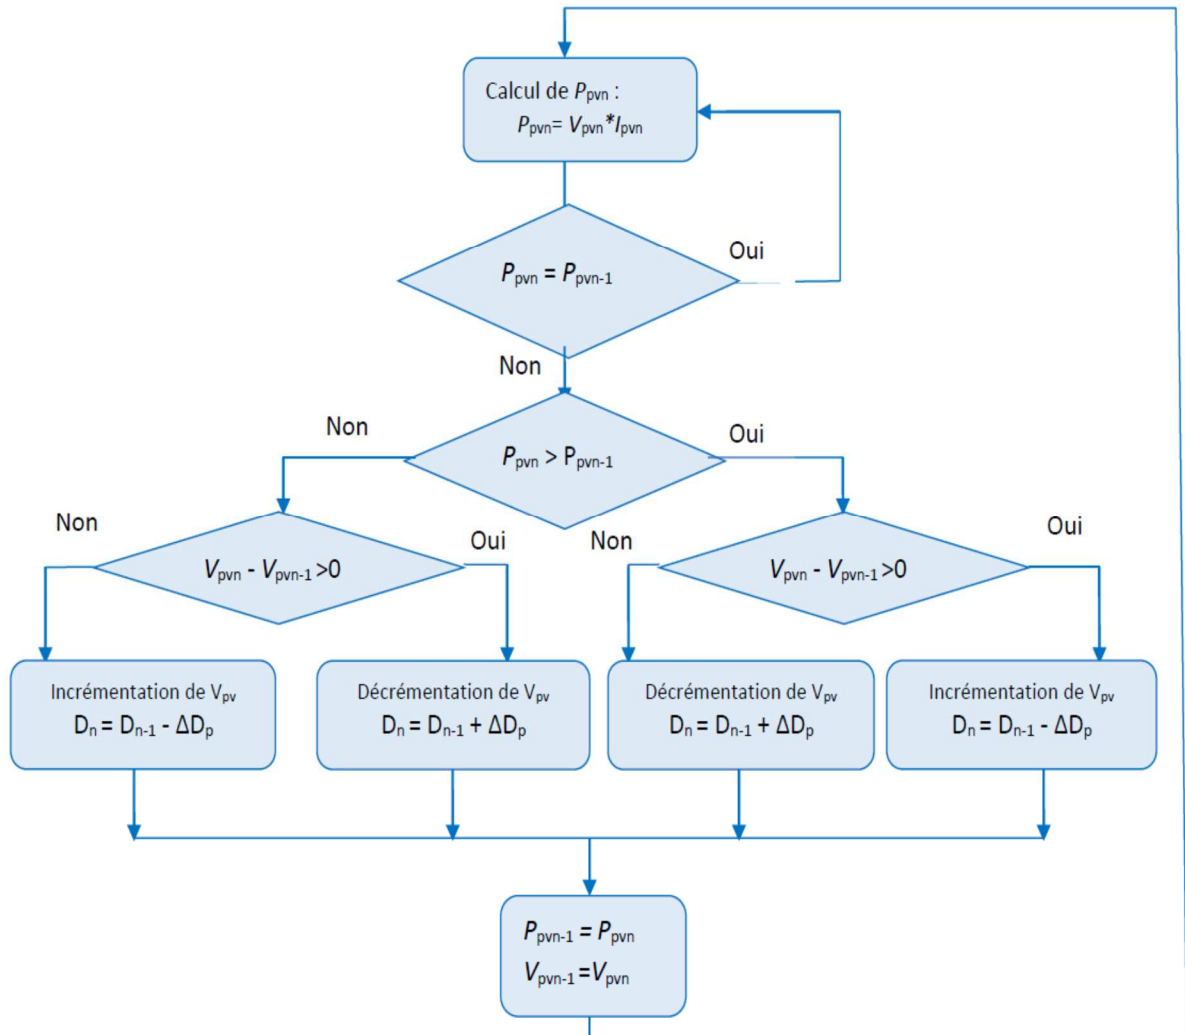 Calcul de Ppvn :
Ppvn= Vpvn*Ipvn
Ppvn = Ppvn-1
Oui
Non
Ppvn > Ppvn-1
Non
Oui
Vpvn - Vpvn-1 >0
Non
Oui
Vpvn - Vpvn-1 >0
Non
Oui
Incrémentation de Vpv
Dn = Dn-1 - ΔDp
Décrémentation de Vpv
Dn = Dn-1 + ΔDp
Décrémentation de Vpv
Dn = Dn-1 + ΔDp
Incrémentation de Vpv
Dn = Dn-1 - ΔDp
Ppvn-1 = Ppvn
Vpvn-1 =Vpvn